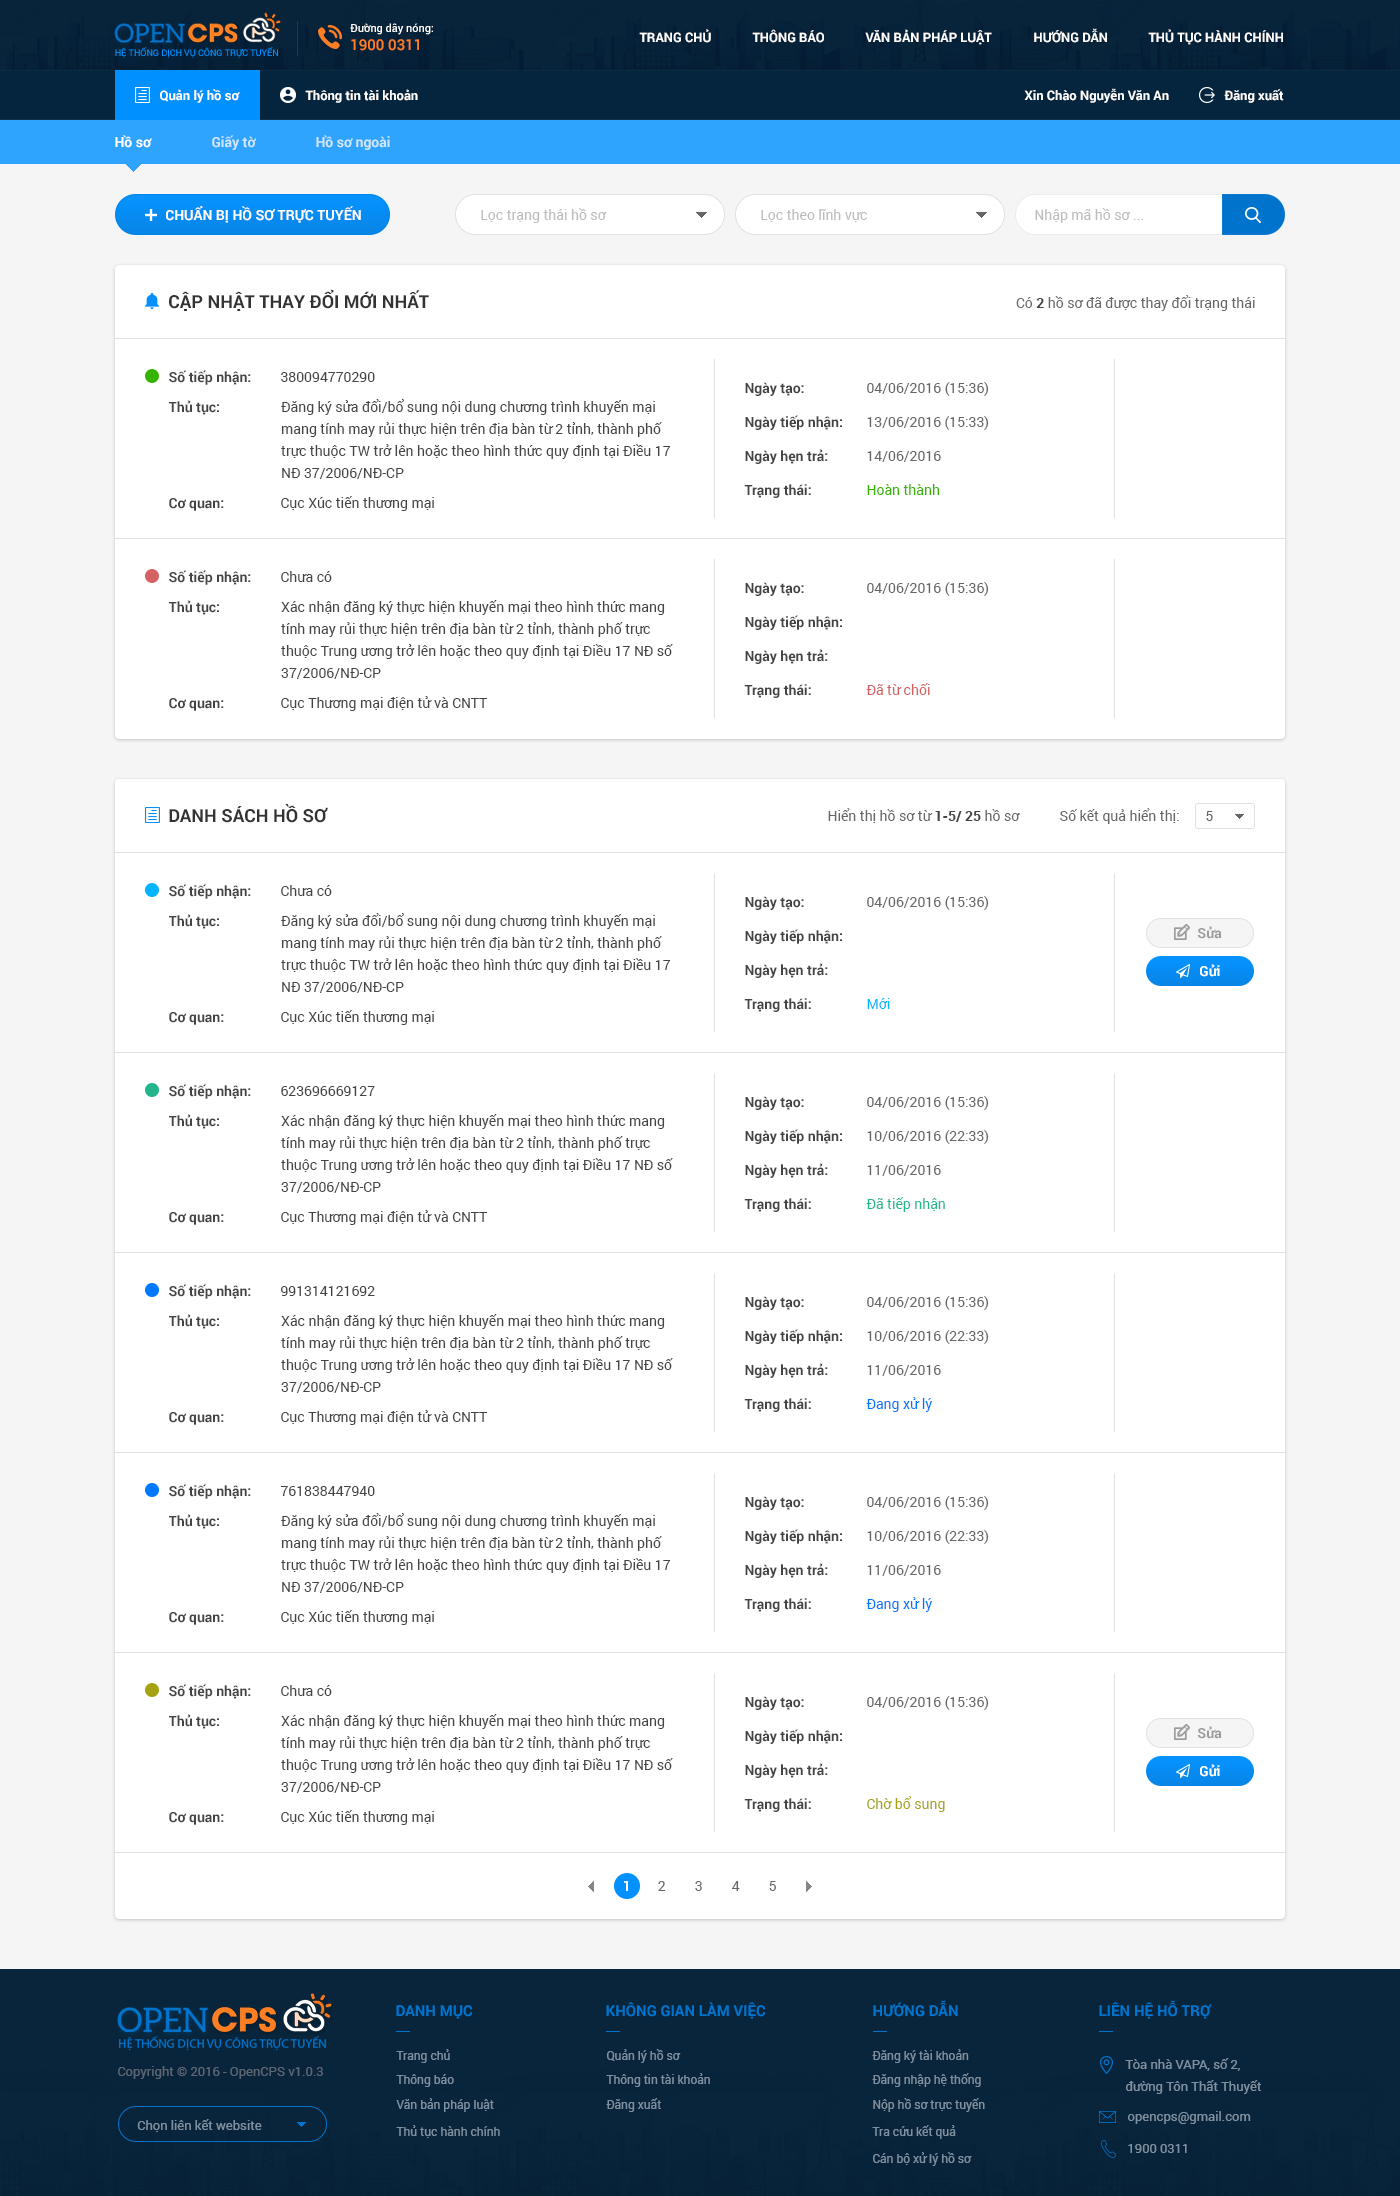 OPENCPS
HỆ THỐNG DỊCH VỤ CÔNG TRỰC TUYẾN
Đường dây nóng:
1900 0311
TRANG CHỦ THÔNG BÁO VĂN BẢN PHÁP LUẬT HƯỚNG DẪN THỦ TỤC HÀNH CHÍNH
Quản lý hồ sơ Thông tin tài khoản Xin Chào Nguyễn Văn An Đăng xuất
Hồ sơ Giấy tờ Hồ sơ ngoài
+ CHUẨN BỊ HỒ SƠ TRỰC TUYẾN Lọc trạng thái hồ sơ Lọc theo lĩnh vực Nhập mã hồ sơ ...
CẬP NHẬT THAY ĐỔI MỚI NHẤT Có 2 hồ sơ đã được thay đổi trạng thái
Số tiếp nhận: 380094770290
Thủ tục: Đăng ký sửa đổi/bổ sung nội dung chương trình khuyến mại
mang tính may rủi thực hiện trên địa bàn từ 2 tỉnh, thành phố
trực thuộc TW trở lên hoặc theo hình thức quy định tại Điều 17
NĐ 37/2006/NĐ-CP
Cơ quan: Cục Xúc tiến thương mại
Ngày tạo: 04/06/2016 (15:36)
Ngày tiếp nhận: 13/06/2016 (15:33)
Ngày hẹn trả: 14/06/2016
Trạng thái: Hoàn thành
Số tiếp nhận: Chưa có
Thủ tục: Xác nhận đăng ký thực hiện khuyến mại theo hình thức mang
tính may rủi thực hiện trên địa bàn từ 2 tỉnh, thành phố trực
thuộc Trung ương trở lên hoặc theo quy định tại Điều 17 NĐ số
37/2006/NĐ-CP
Cơ quan: Cục Thương mại điện tử và CNTT
Ngày tạo: 04/06/2016 (15:36)
Ngày tiếp nhận:
Ngày hẹn trả:
Trạng thái: Đã từ chối
DANH SÁCH HỒ SƠ Hiển thị hồ sơ từ 1-5/ 25 hồ sơ Số kết quả hiển thị: 5
Số tiếp nhận: Chưa có
Thủ tục: Đăng ký sửa đổi/bổ sung nội dung chương trình khuyến mại
mang tính may rủi thực hiện trên địa bàn từ 2 tỉnh, thành phố
trực thuộc TW trở lên hoặc theo hình thức quy định tại Điều 17
NĐ 37/2006/NĐ-CP
Cơ quan: Cục Xúc tiến thương mại
Ngày tạo: 04/06/2016 (15:36)
Ngày tiếp nhận:
Ngày hẹn trả:
Trạng thái: Mới
Sửa
Gửi
Số tiếp nhận: 623696669127
Thủ tục: Xác nhận đăng ký thực hiện khuyến mại theo hình thức mang
tính may rủi thực hiện trên địa bàn từ 2 tỉnh, thành phố trực
thuộc Trung ương trở lên hoặc theo quy định tại Điều 17 NĐ số
37/2006/NĐ-CP
Cơ quan: Cục Thương mại điện tử và CNTT
Ngày tạo: 04/06/2016 (15:36)
Ngày tiếp nhận: 10/06/2016 (22:33)
Ngày hẹn trả: 11/06/2016
Trạng thái: Đã tiếp nhận
Số tiếp nhận: 991314121692
Thủ tục: Xác nhận đăng ký thực hiện khuyến mại theo hình thức mang
tính may rủi thực hiện trên địa bàn từ 2 tỉnh, thành phố trực
thuộc Trung ương trở lên hoặc theo quy định tại Điều 17 NĐ số
37/2006/NĐ-CP
Cơ quan: Cục Thương mại điện tử và CNTT
Ngày tạo: 04/06/2016 (15:36)
Ngày tiếp nhận: 10/06/2016 (22:33)
Ngày hẹn trả: 11/06/2016
Trạng thái: Đang xử lý
Số tiếp nhận: 761838447940
Thủ tục: Đăng ký sửa đổi/bổ sung nội dung chương trình khuyến mại
mang tính may rủi thực hiện trên địa bàn từ 2 tỉnh, thành phố
trực thuộc TW trở lên hoặc theo hình thức quy định tại Điều 17
NĐ 37/2006/NĐ-CP
Cơ quan: Cục Xúc tiến thương mại
Ngày tạo: 04/06/2016 (15:36)
Ngày tiếp nhận: 10/06/2016 (22:33)
Ngày hẹn trả: 11/06/2016
Trạng thái: Đang xử lý
Số tiếp nhận: Chưa có
Thủ tục: Xác nhận đăng ký thực hiện khuyến mại theo hình thức mang
tính may rủi thực hiện trên địa bàn từ 2 tỉnh, thành phố trực
thuộc Trung ương trở lên hoặc theo quy định tại Điều 17 NĐ số
37/2006/NĐ-CP
Cơ quan: Cục Xúc tiến thương mại
Ngày tạo: 04/06/2016 (15:36)
Ngày tiếp nhận:
Ngày hẹn trả:
Trạng thái: Chờ bổ sung
Sửa
Gửi
1 2 3 4 5
OPENCPS
HỆ THỐNG DỊCH VỤ CÔNG TRỰC TUYẾN
Copyright © 2016 - OpenCPS v1.0.3
Chọn liên kết website
DANH MỤC
Trang chủ
Thông báo
Văn bản pháp luật
Thủ tục hành chính
KHÔNG GIAN LÀM VIỆC
Quản lý hồ sơ
Thông tin tài khoản
Đăng xuất
HƯỚNG DẪN
Đăng ký tài khoản
Đăng nhập hệ thống
Nộp hồ sơ trực tuyến
Tra cứu kết quả
Cán bộ xử lý hồ sơ
LIÊN HỆ HỖ TRỢ
Tòa nhà VAPA, số 2,
đường Tôn Thất Thuyết
opencps@gmail.com
1900 0311